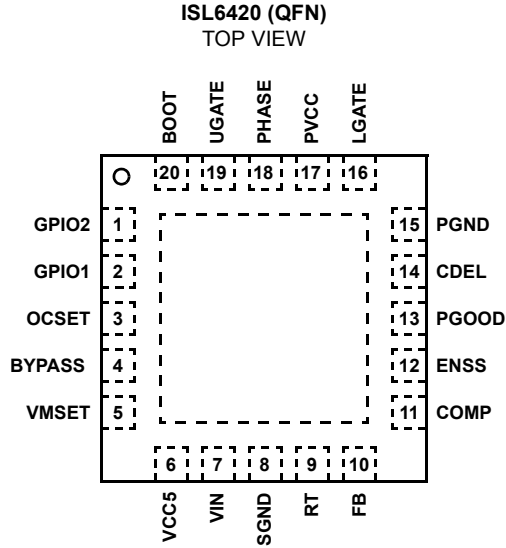 ISL6420 (QFN)
TOP VIEW
BOOT UGATE PHASE PVCC LGATE
20 19 18 17 16
GPIO2 1 15 PGND
GPIO1 2 14 CDEL
OCSET 3 13 PGOOD
BYPASS 4 12 ENSS
VMSET 5 11 COMP
6 7 8 9 10
VCC5 VIN SGND RT FB